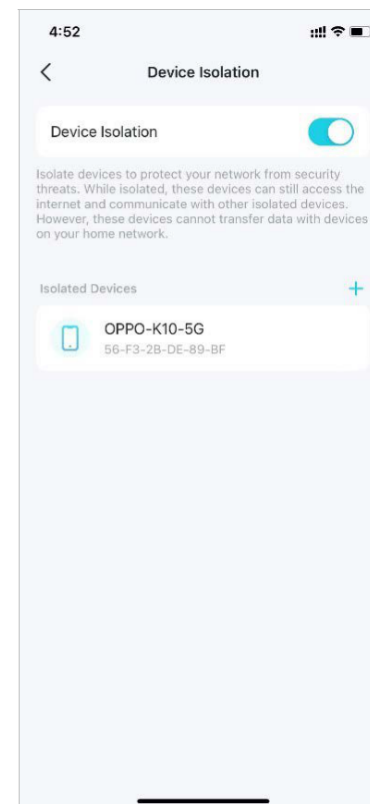 4:52
Device Isolation
Device Isolation
Isolate devices to protect your network from security
threats. While isolated, these devices can still access the
internet and communicate with other isolated devices.
However, these devices cannot transfer data with devices
on your home network.
Isolated Devices +
OPPO-K10-5G
56-F3-2B-DE-89-BF